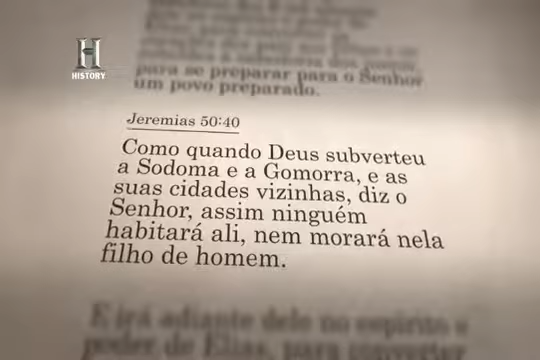 H
HISTORY
para se preparar para o Senhor
um povo preparado.
Jeremias 50:40
Como quando Deus subverteu
a Sodoma e a Gomorra, e as
suas cidades vizinhas, diz o
Senhor, assim ninguém
habitará ali, nem morará nela
filho de homem.
E irá adiante dele no espírito e
poder de Elias, para converter